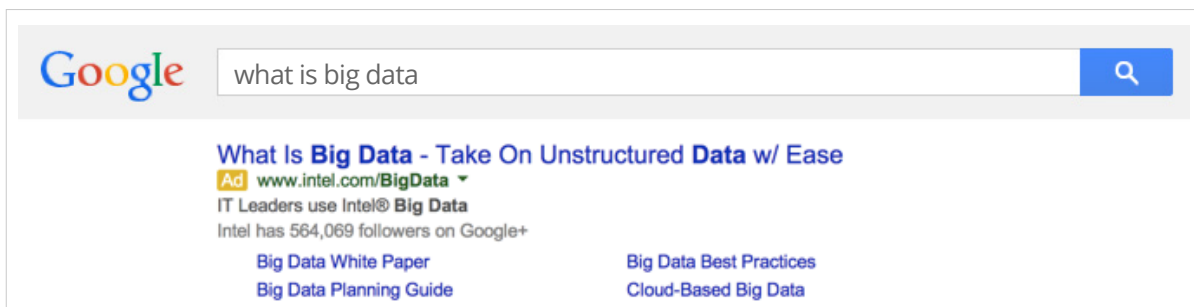 Google what is big data
What Is Big Data - Take On Unstructured Data w/ Ease
Ad www.intel.com/BigData
IT Leaders use Intel® Big Data
Intel has 564,069 followers on Google+
Big Data White Paper Big Data Best Practices
Big Data Planning Guide Cloud-Based Big Data